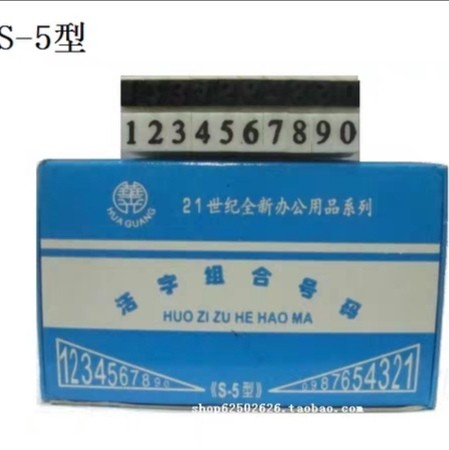 S-5型
1234567890
HUA GUANG
21世纪全新办公用品系列
活字组合号码
HUO ZI ZU HE HAO MA
1234567890
《S-5型》
0987654321
shop62502626.taobao.com